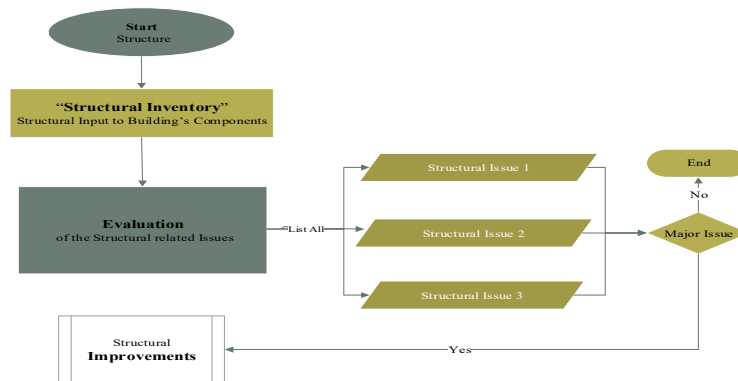 Start
Structure
“Structural Inventory”
Structural Input to Building’s Components
Evaluation
of the Structural related Issues
List All
Structural Issue 1
Structural Issue 2
Structural Issue 3
End
No
Major Issue
Yes
Structural
Improvements